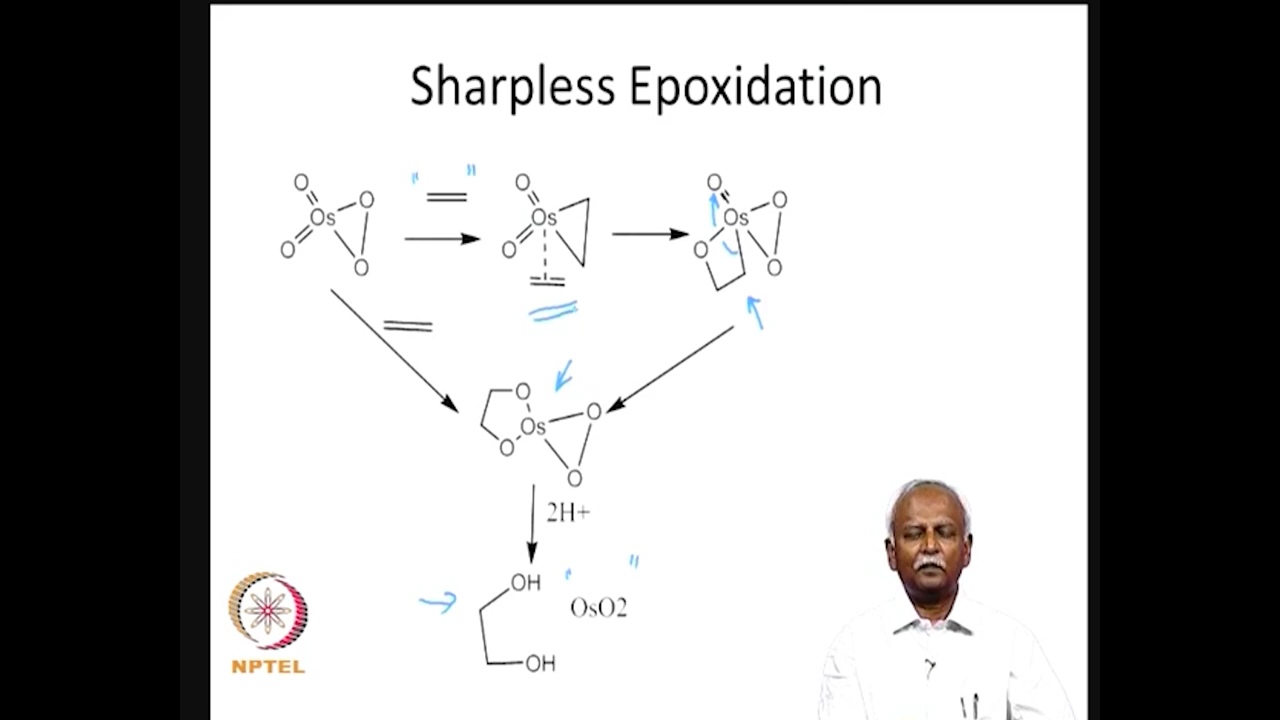 Sharpless Epoxidation
O O
Os
O O
" "
O
Os
O
O O
Os
O O
O O
Os
O O
2H+
OH
OsO2
" "
OH
NPTEL